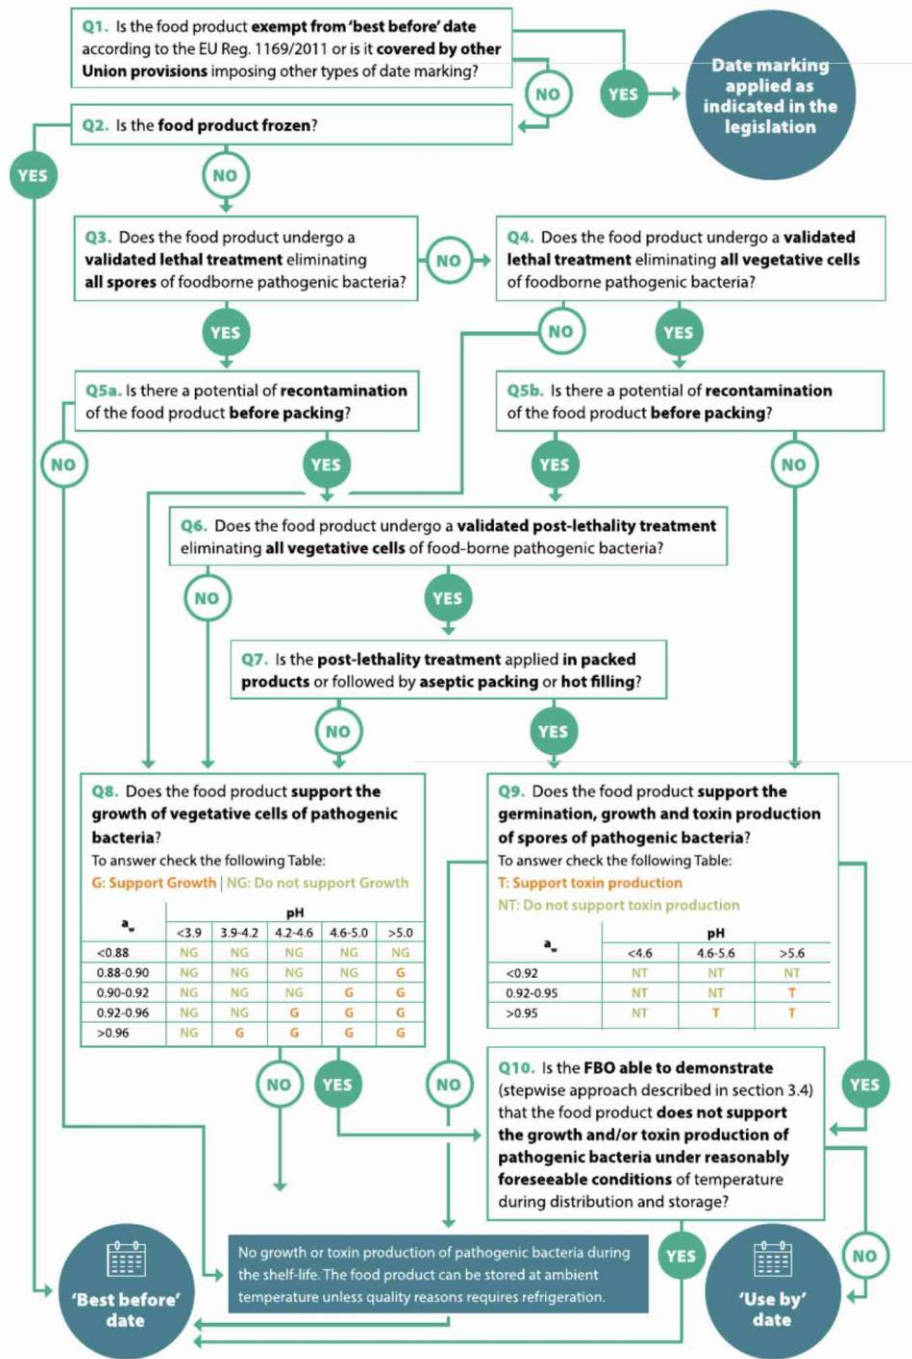 Q1. Is the food product exempt from 'best before' date
according to the EU Reg. 1169/2011 or is it covered by other
Union provisions imposing other types of date marking?
NO
YES
Date marking
applied as
indicated in the
legislation
Q2. Is the food product frozen?
YES
NO
Q3. Does the food product undergo a
validated lethal treatment eliminating
all spores of foodborne pathogenic bacteria?
NO
Q4. Does the food product undergo a validated
lethal treatment eliminating all vegetative cells
of foodborne pathogenic bacteria?
YES
NO
YES
Q5a. Is there a potential of recontamination
of the food product before packing?
Q5b. Is there a potential of recontamination
of the food product before packing?
NO
YES
YES
NO
Q6. Does the food product undergo a validated post-lethality treatment
eliminating all vegetative cells of food-borne pathogenic bacteria?
NO
YES
Q7. Is the post-lethality treatment applied in packed
products or followed by aseptic packing or hot filling?
NO
YES
Q8. Does the food product support the
growth of vegetative cells of pathogenic
bacteria?
To answer check the following Table:
G: Support Growth | NG: Do not support Growth
pH
aw
<3.9 3.9-4.2 4.2-4.6 4.6-5.0 >5.0
<0.88 NG NG NG NG NG
0.88-0.90 NG NG NG NG G
0.90-0.92 NG NG NG G G
0.92-0.96 NG NG G G G
>0.96 NG G G G G
Q9. Does the food product support the
germination, growth and toxin production
of spores of pathogenic bacteria?
To answer check the following Table:
T: Support toxin production
NT: Do not support toxin production
pH
aw
<4.6 4.6-5.6 >5.6
<0.92 NT NT NT
0.92-0.95 NT NT T
>0.95 NT T T
NO
YES
NO
YES
Q10. Is the FBO able to demonstrate
(stepwise approach described in section 3.4)
that the food product does not support
the growth and/or toxin production of
pathogenic bacteria under reasonably
foreseeable conditions of temperature
during distribution and storage?
YES
NO
No growth or toxin production of pathogenic bacteria during
the shelf-life. The food product can be stored at ambient
temperature unless quality reasons requires refrigeration.
'Best before'
date
'Use by'
date